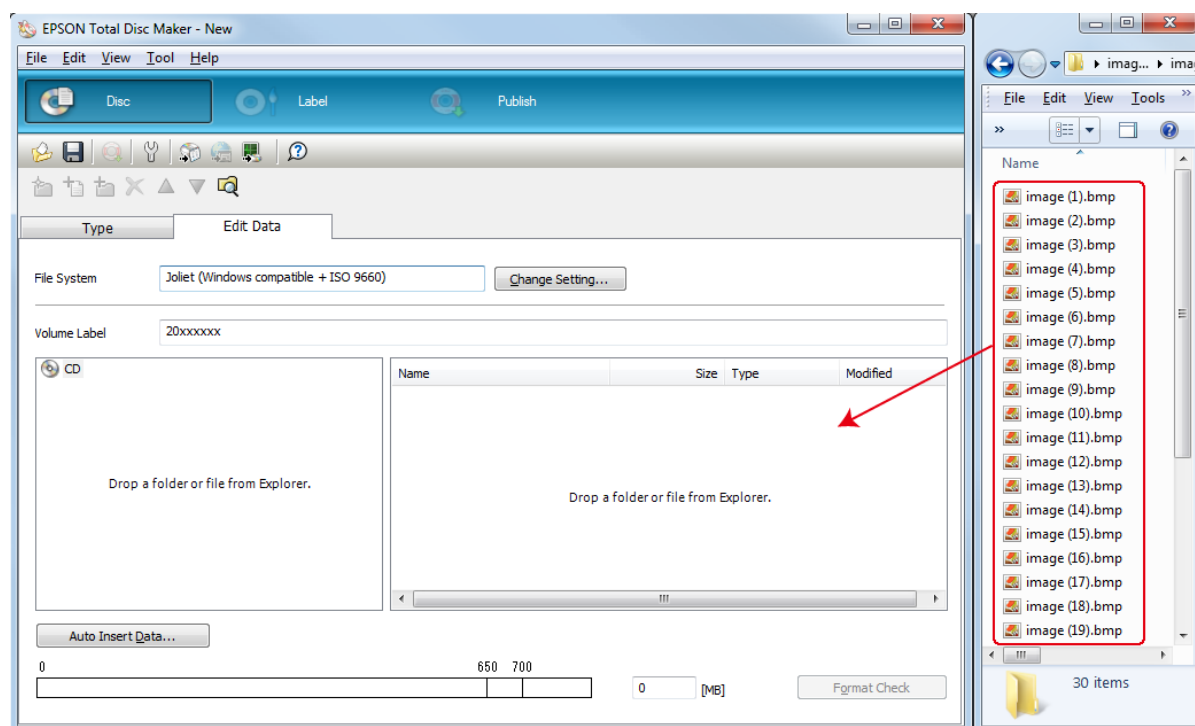 EPSON Total Disc Maker - New
File Edit View Tool Help
Disc Label Publish
Type Edit Data
File System Joliet (Windows compatible + ISO 9660) Change Setting...
Volume Label 20xxxxxx
CD
Drop a folder or file from Explorer.
Name Size Type Modified
Drop a folder or file from Explorer.
Auto Insert Data...
0 650 700
0 [MB] Format Check
imag... ima
File Edit View Tools
Name
image (1).bmp
image (2).bmp
image (3).bmp
image (4).bmp
image (5).bmp
image (6).bmp
image (7).bmp
image (8).bmp
image (9).bmp
image (10).bmp
image (11).bmp
image (12).bmp
image (13).bmp
image (14).bmp
image (15).bmp
image (16).bmp
image (17).bmp
image (18).bmp
image (19).bmp
30 items